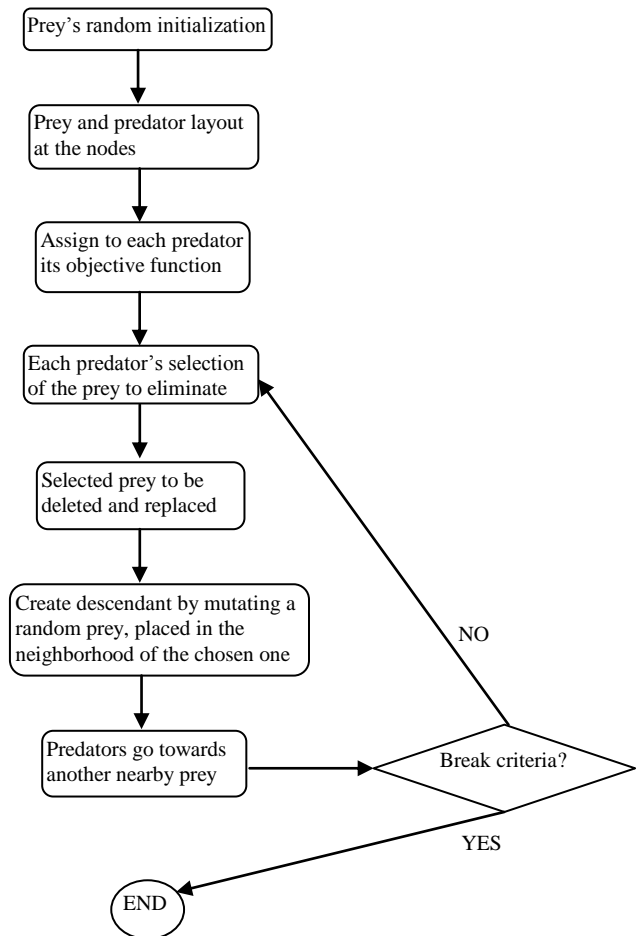 Prey’s random initialization
Prey and predator layout
at the nodes
Assign to each predator
its objective function
Each predator’s selection
of the prey to eliminate
Selected prey to be
deleted and replaced
Create descendant by mutating a
random prey, placed in the
neighborhood of the chosen one
NO
Predators go towards
another nearby prey
Break criteria?
YES
END